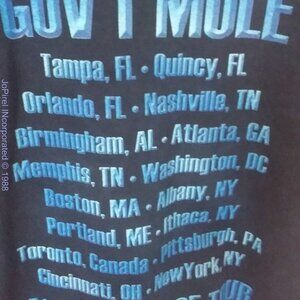 GOV'T MULE
Tampa, FL • Quincy, FL
Orlando, FL • Nashville, TN
Birmingham, AL • Atlanta, GA
Memphis, TN • Washington, DC
Boston, MA • Albany, NY
Portland, ME • Ithaca, NY
Toronto, Canada • Pittsburgh, PA
Cincinnati, OH • New York, NY
JoPinel INcorporated © 1988